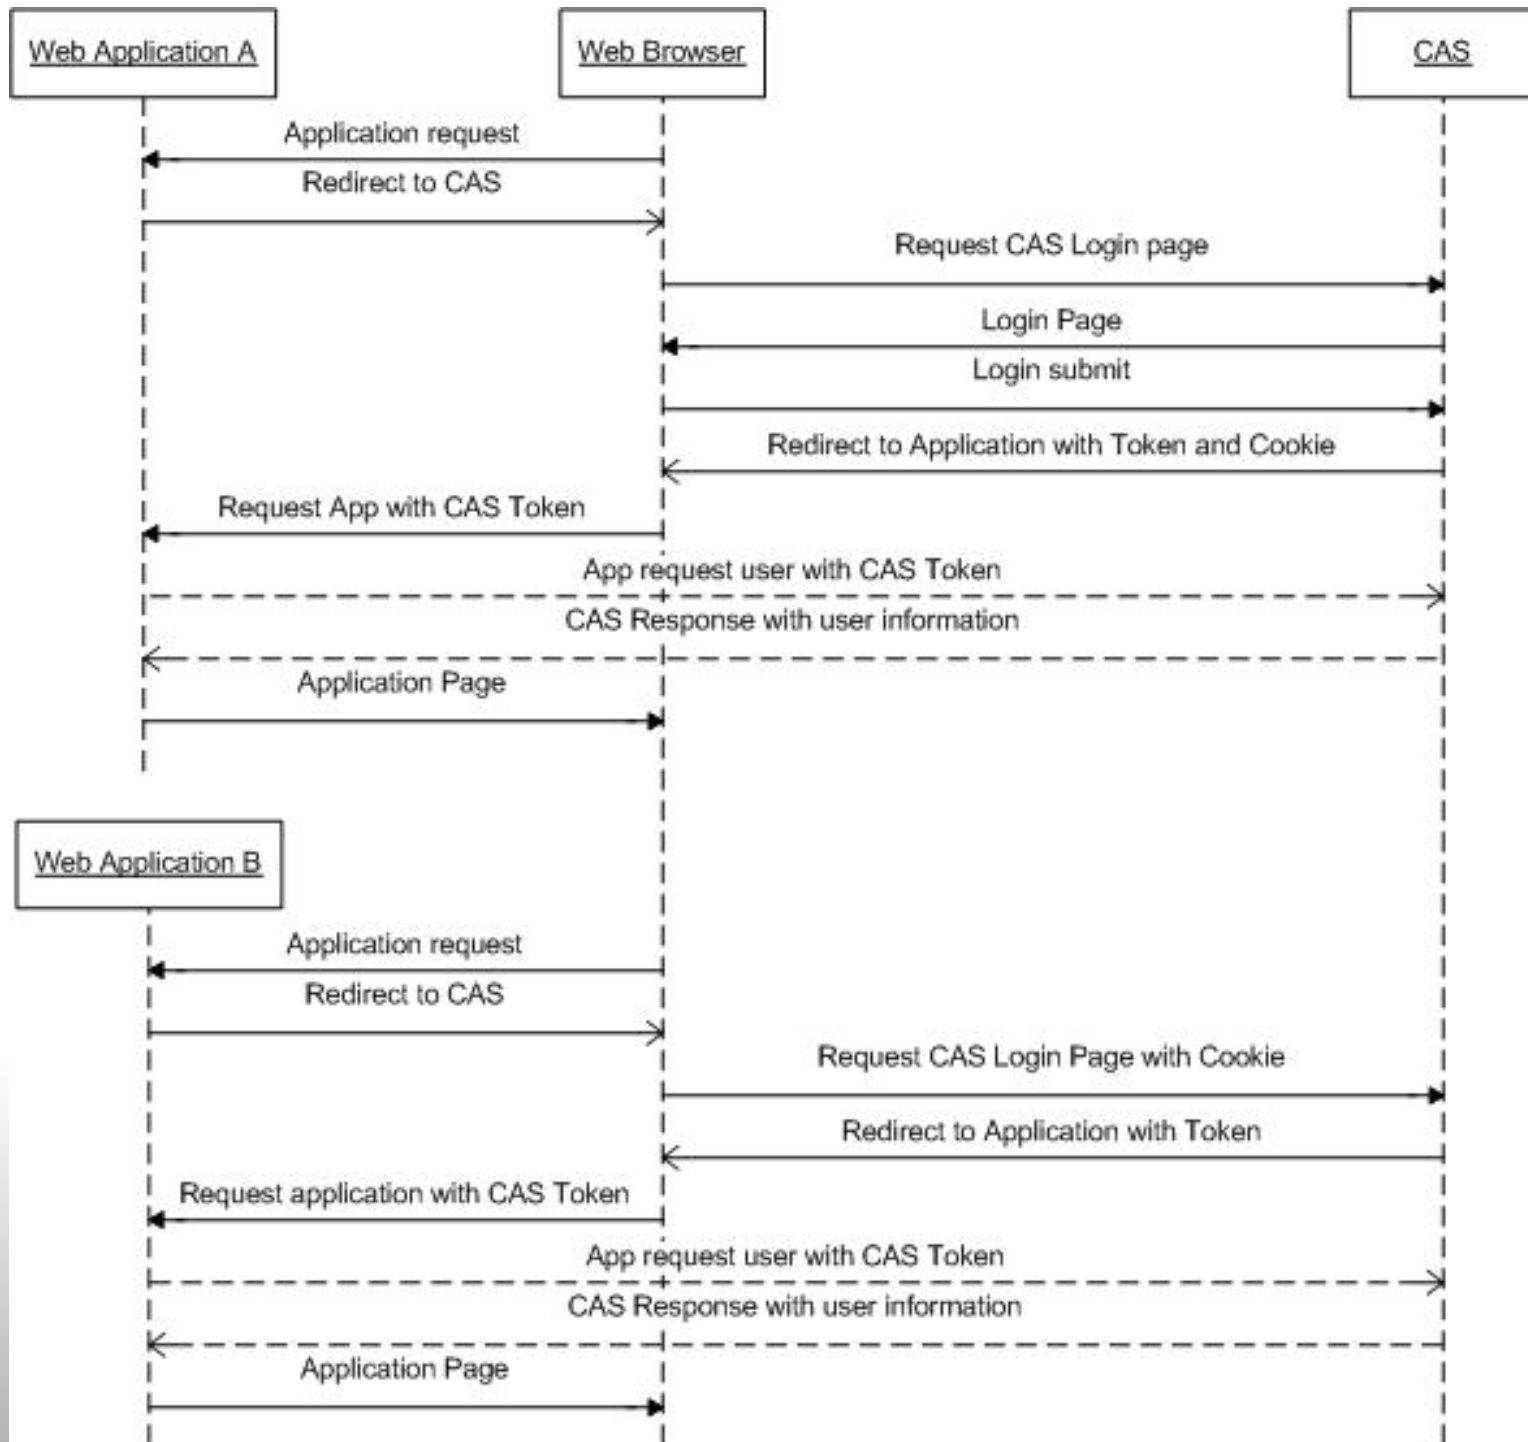 Web Application A
Web Browser
CAS
Application request
Redirect to CAS
Request CAS Login page
Login Page
Login submit
Redirect to Application with Token and Cookie
Request App with CAS Token
App request user with CAS Token
CAS Response with user information
Application Page
Web Application B
Application request
Redirect to CAS
Request CAS Login Page with Cookie
Redirect to Application with Token
Request application with CAS Token
App request user with CAS Token
CAS Response with user information
Application Page